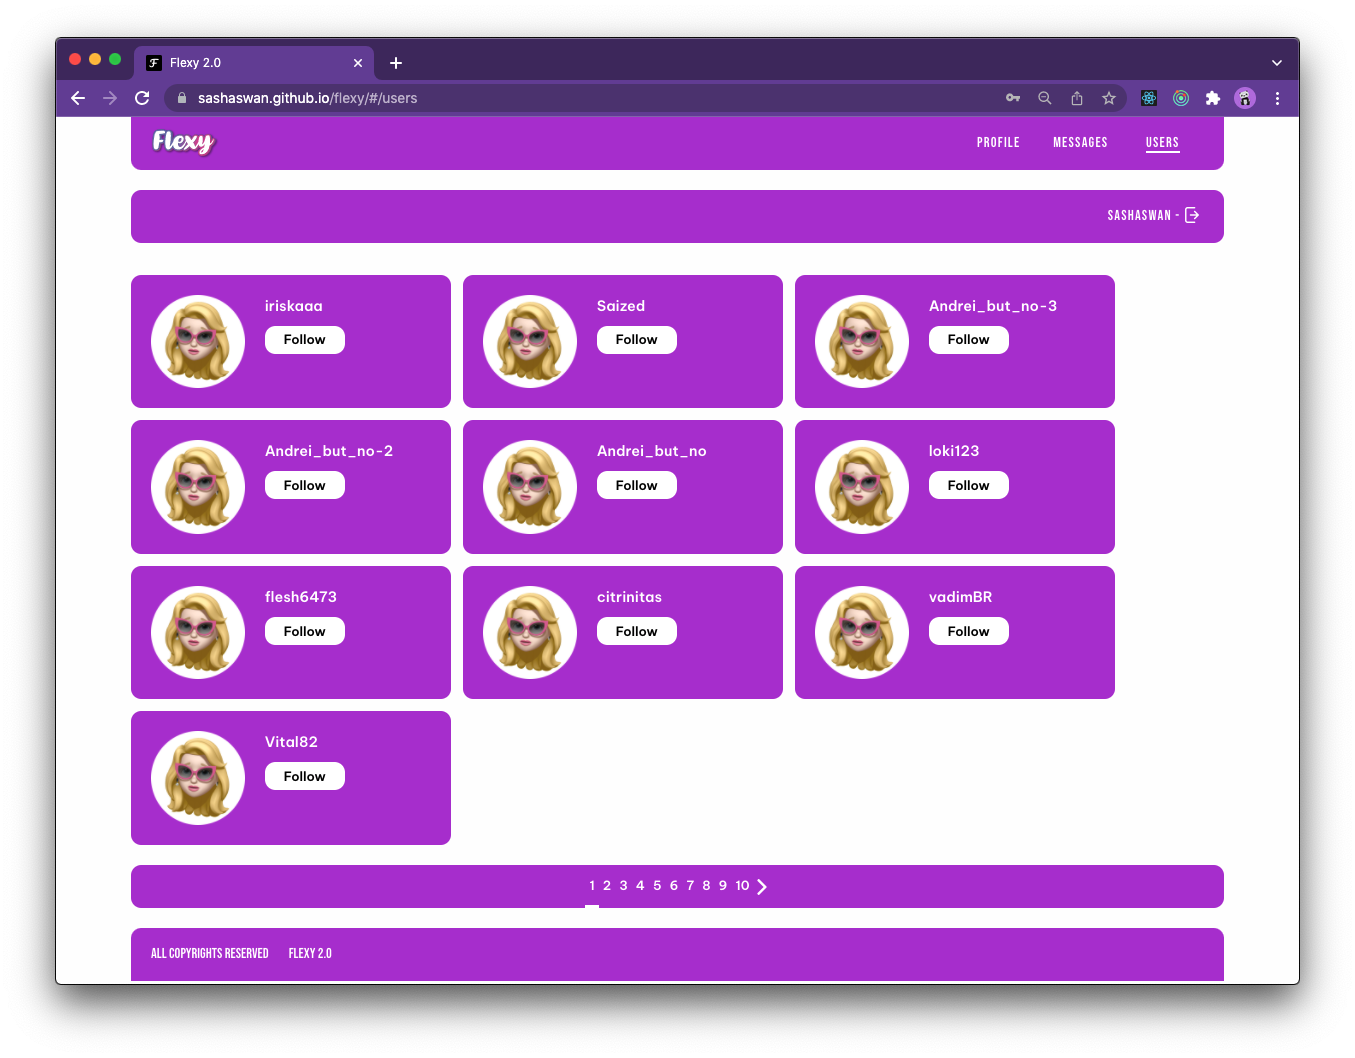 Flexy 2.0
sashaswan.github.io/flexy/#/users
Flexy
PROFILE MESSAGES USERS
SASHASWAN -
iriskaaa
Follow
Saized
Follow
Andrei_but_no-3
Follow
Andrei_but_no-2
Follow
Andrei_but_no
Follow
loki123
Follow
flesh6473
Follow
citrinitas
Follow
vadimBR
Follow
Vital82
Follow
1 2 3 4 5 6 7 8 9 10
ALL COPYRIGHTS RESERVED FLEXY 2.0